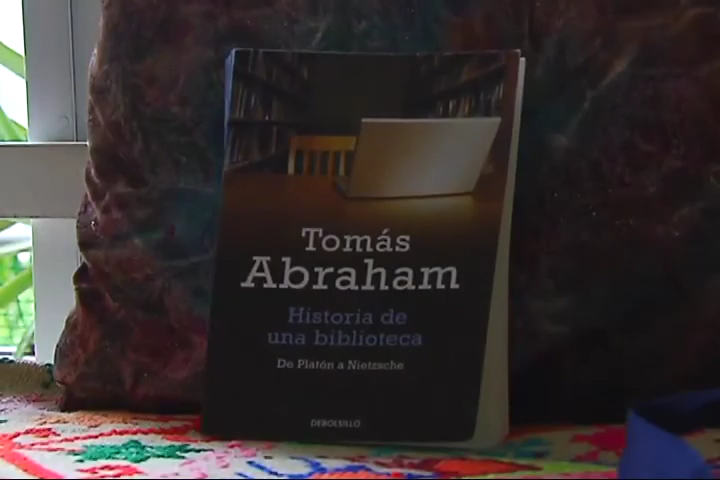 Tomás
Abraham
Historia de
una biblioteca
De Platón a Nietzsche
DEBOLSILLO